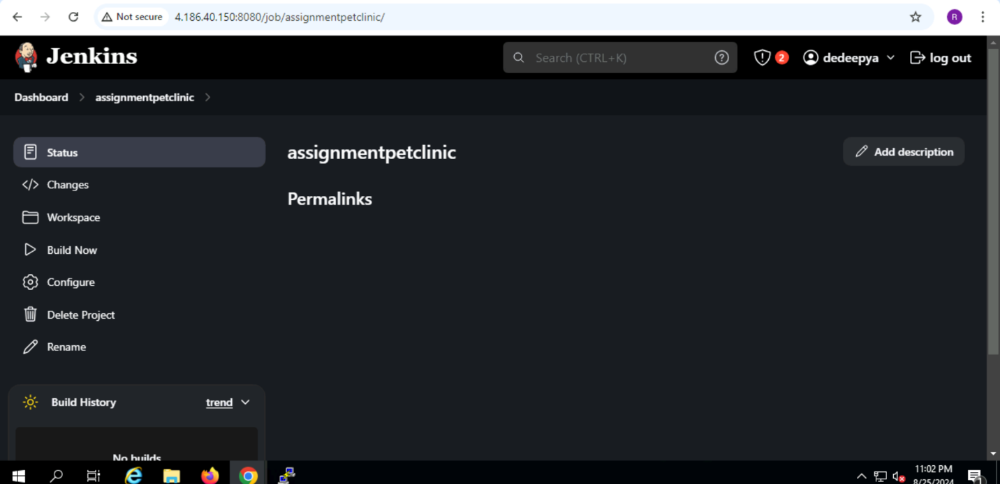 Not secure 4.186.40.150:8080/job/assignmentpetclinic/ R
Jenkins Search (CTRL+K) ? 2 dedeepya log out
Dashboard assignmentpetclinic
Status
assignmentpetclinic
Add description
Changes
Permalinks
Workspace
Build Now
Configure
Delete Project
Rename
Build History trend
No builds
11:02 PM
8/25/2024